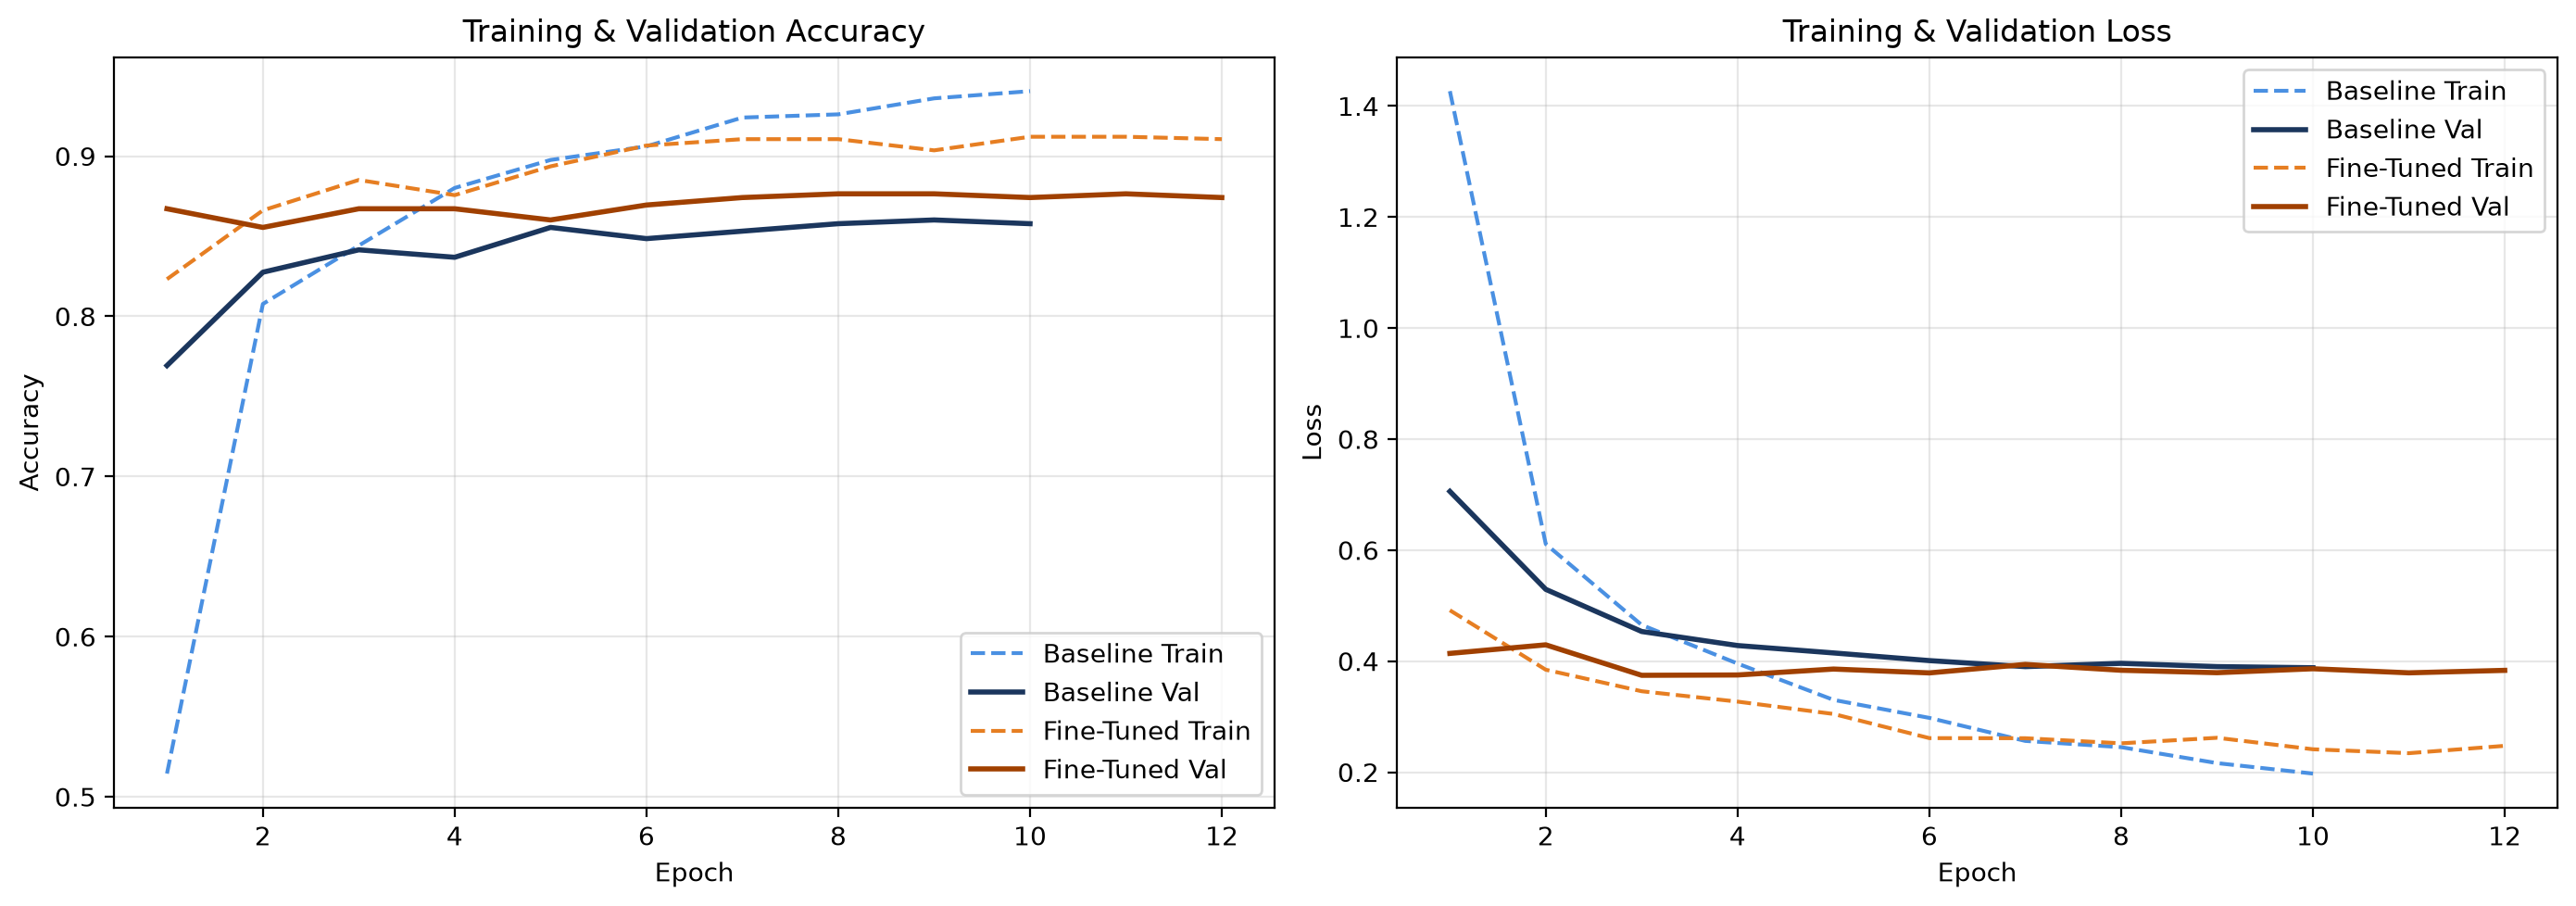 Training & Validation Accuracy
Accuracy
0.9
0.8
0.7
0.6
0.5
2 4 6 8 10 12
Epoch
Baseline Train
Baseline Val
Fine-Tuned Train
Fine-Tuned Val
Training & Validation Loss
Loss
1.4
1.2
1.0
0.8
0.6
0.4
0.2
2 4 6 8 10 12
Epoch
Baseline Train
Baseline Val
Fine-Tuned Train
Fine-Tuned Val